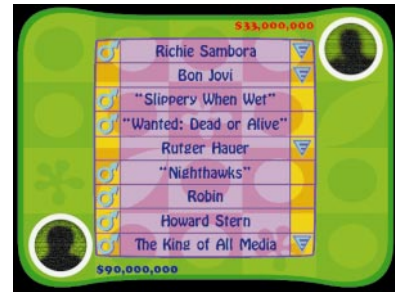 $33,000,000
Richie Sambora
Bon Jovi
"Slippery When Wet"
"Wanted: Dead or Alive"
Rutger Hauer
"Nighthawks"
Robin
Howard Stern
The King of All Media
$90,000,000